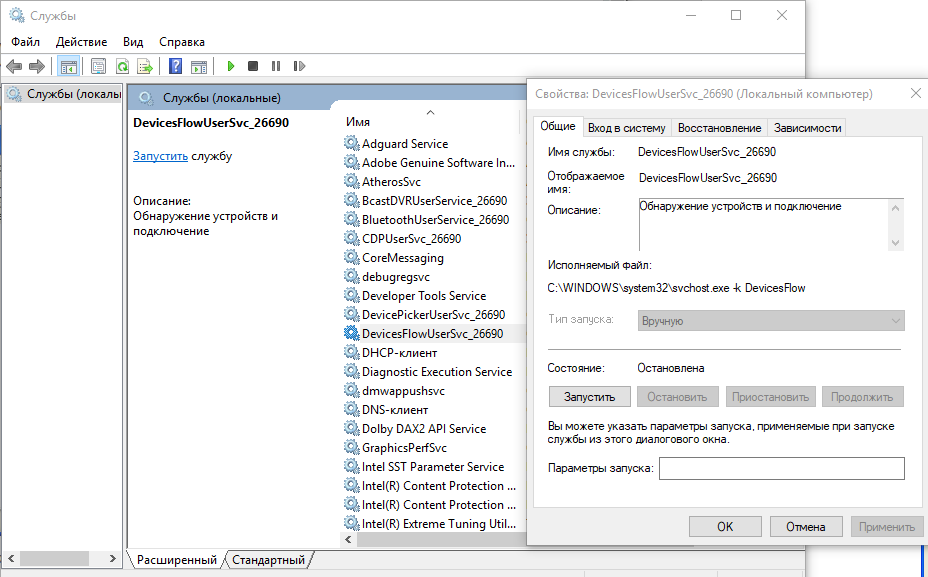 Службы
Файл Действие Вид Справка
Службы (локалы
Службы (локальные)
DevicesFlowUserSvc_26690
Запустить службу
Описание:
Обнаружение устройств и
подключение
Имя
Adguard Service
Adobe Genuine Software In...
AtherosSvc
BcastDVRUserService_26690
BluetoothUserService_26690
CDPUserSvc_26690
CoreMessaging
debugregsvc
Developer Tools Service
DevicePickerUserSvc_26690
DevicesFlowUserSvc_26690
DHCP-клиент
Diagnostic Execution Service
dmwappushsvc
DNS-клиент
Dolby DAX2 API Service
GraphicsPerfSvc
Intel SST Parameter Service
Intel(R) Content Protection ...
Intel(R) Content Protection ...
Intel(R) Extreme Tuning Util...
Расширенный Стандартный
Свойства: DevicesFlowUserSvc_26690 (Локальный компьютер)
Общие Вход в систему Восстановление Зависимости
Имя службы: DevicesFlowUserSvc_26690
Отображаемое
имя: DevicesFlowUserSvc_26690
Описание: Обнаружение устройств и подключение
Исполняемый файл:
C:\WINDOWS\system32\svchost.exe -k DevicesFlow
Тип запуска: Вручную
Состояние: Остановлена
Запустить Остановить Приостановить Продолжить
Вы можете указать параметры запуска, применяемые при запуске
службы из этого диалогового окна.
Параметры запуска:
OK Отмена Применить